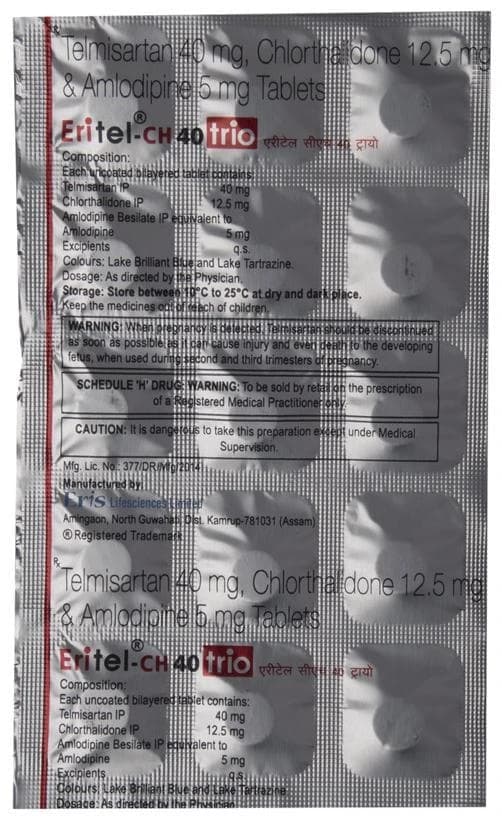 Rx
Telmisartan 40 mg, Chlorthalidone 12.5 mg
& Amlodipine 5 mg Tablets
Eritel®-CH 40 trio एरीटेल सीएच 40 ट्रायो
Composition:
Each uncoated bilayered tablet contains:
Telmisartan IP 40 mg
Chlorthalidone IP 12.5 mg
Amlodipine Besilate IP equivalent to
Amlodipine 5 mg
Excipients q.s.
Colours: Lake Brilliant Blue and Lake Tartrazine.
Dosage: As directed by the Physician.
Storage: Store between 10°C to 25°C at dry and dark place.
Keep the medicines out of reach of children.
WARNING: When pregnancy is detected, Telmisartan should be discontinued
as soon as possible as it can cause injury and even death to the developing
fetus, when used during second and third trimesters of pregnancy.
SCHEDULE 'H' DRUG: WARNING: To be sold by retail on the prescription
of a Registered Medical Practitioner only.
CAUTION: It is dangerous to take this preparation except under Medical
Supervision.
Mfg. Lic. No.: 377/DR/Mfg/2014
Manufactured by:
Eris Lifesciences Limited
Amingaon, North Guwahati, Dist. Kamrup-781031 (Assam)
® Registered Trademark
Rx
Telmisartan 40 mg, Chlorthalidone 12.5 mg
& Amlodipine 5 mg Tablets
Eritel®-CH 40 trio एरीटेल सीएच 40 ट्रायो
Composition:
Each uncoated bilayered tablet contains:
Telmisartan IP 40 mg
Chlorthalidone IP 12.5 mg
Amlodipine Besilate IP equivalent to
Amlodipine 5 mg
Excipients q.s.
Colours: Lake Brilliant Blue and Lake Tartrazine.
Dosage: As directed by the Physician.